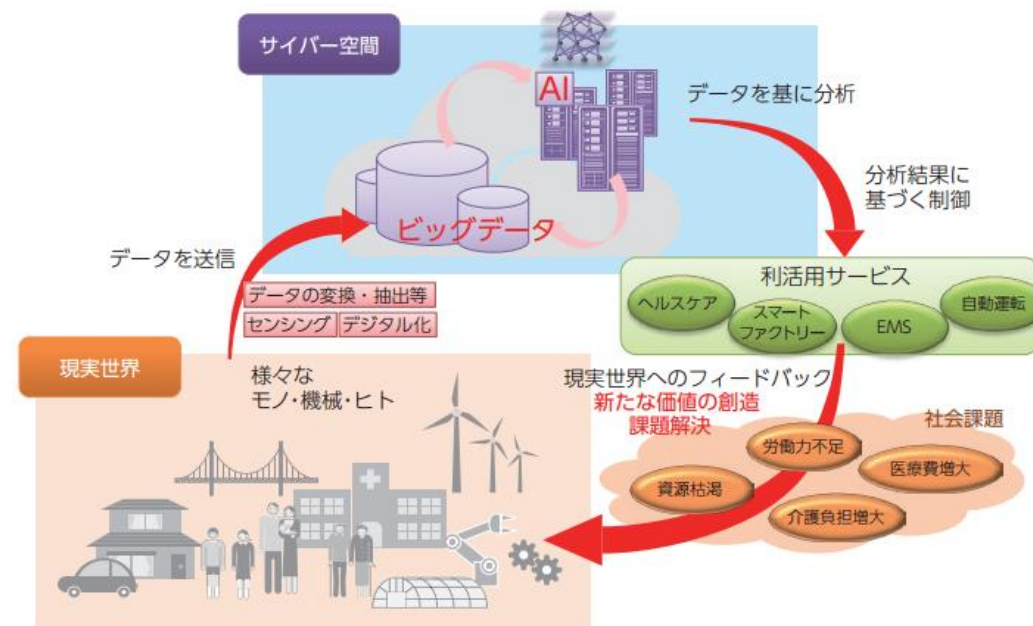 サイバー空間
AI
データを基に分析
分析結果に
基づく制御
ビッグデータ
データを送信
データの変換・抽出等
センシング
デジタル化
利活用サービス
ヘルスケア
スマート
ファクトリー
EMS
自動運転
現実世界
様々な
モノ・機械・ヒト
現実世界へのフィードバック
新たな価値の創造
課題解決
社会課題
労働力不足
医療費増大
資源枯渇
介護負担増大